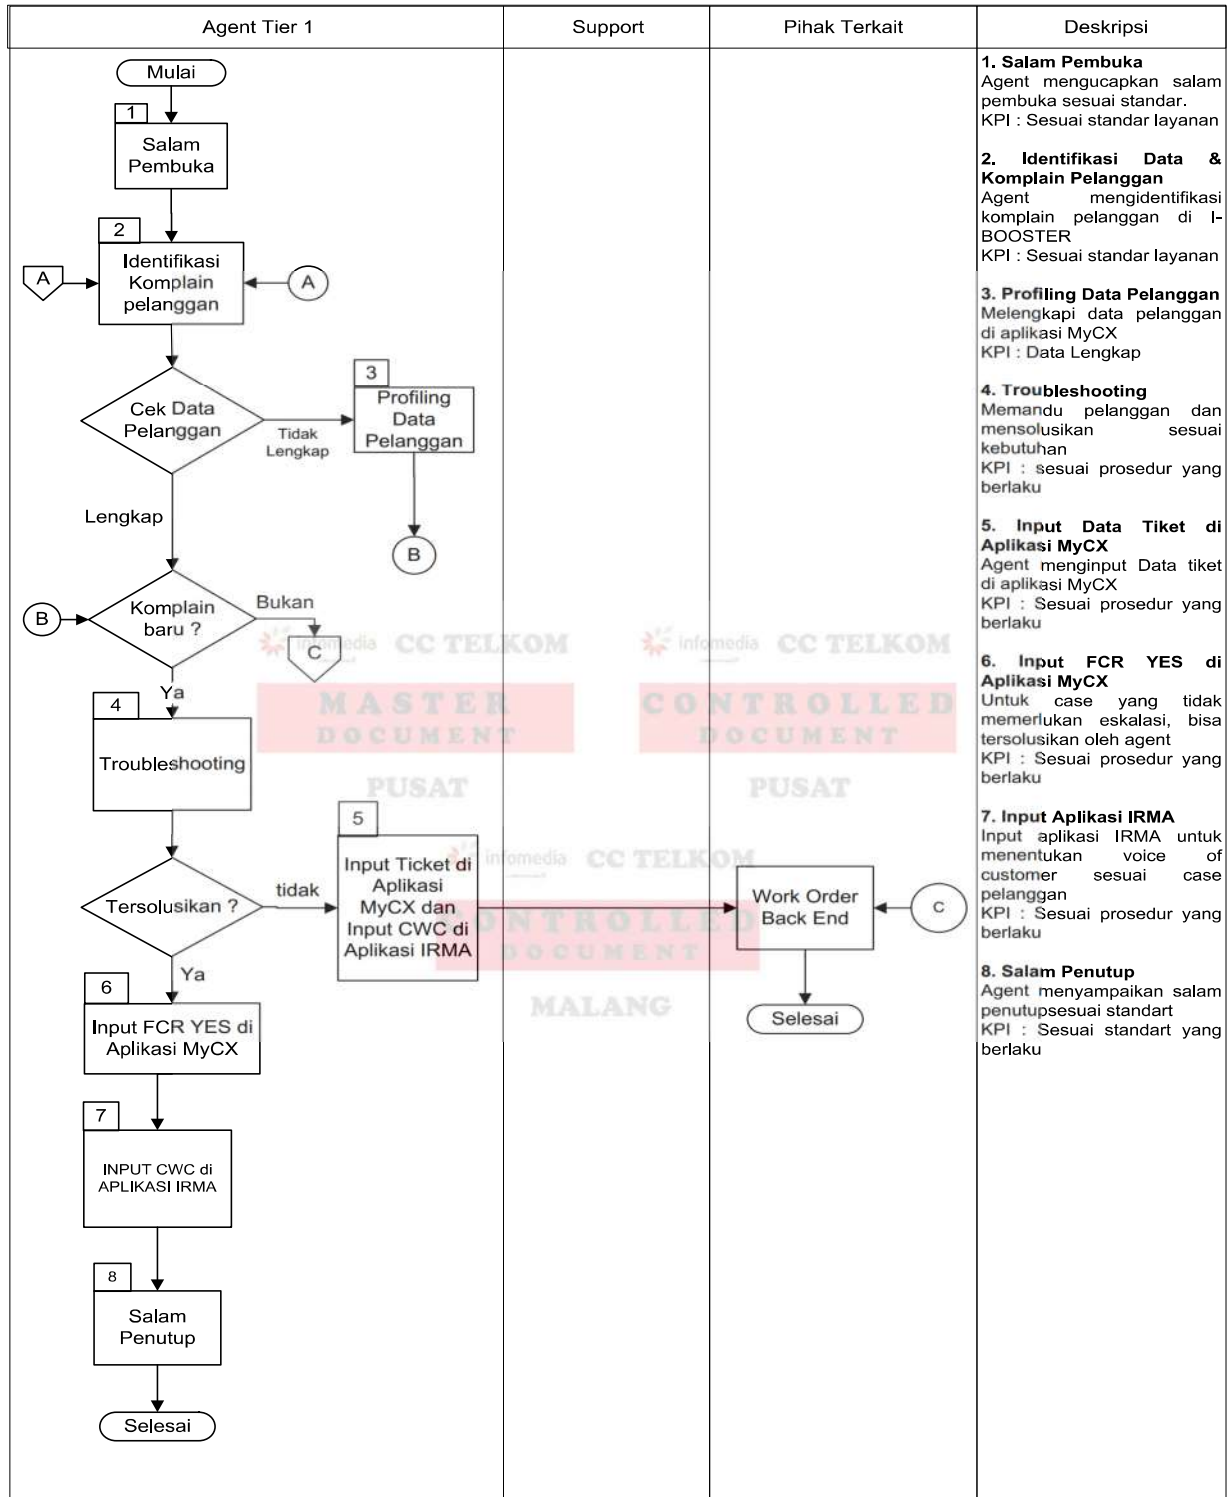 Agent Tier 1
Support
Pihak Terkait
Deskripsi
Mulai
1
Salam
Pembuka
2
Identifikasi
Komplain
pelanggan
A
A
Cek Data
Pelanggan
Tidak
Lengkap
3
Profiling
Data
Pelanggan
B
Lengkap
B
Komplain
baru ?
Bukan
C
Ya
4
Troubleshooting
Tersolusikan ?
tidak
5
Input Ticket di
Aplikasi
MyCX dan
Input CWC di
Aplikasi IRMA
Work Order
Back End
C
Selesai
Ya
6
Input FCR YES di
Aplikasi MyCX
7
INPUT CWC di
APLIKASI IRMA
8
Salam
Penutup
Selesai
1. Salam Pembuka
Agent mengucapkan salam
pembuka sesuai standar.
KPI : Sesuai standar layanan
2. Identifikasi Data &
Komplain Pelanggan
Agent mengidentifikasi
komplain pelanggan di I-
BOOSTER
KPI : Sesuai standar layanan
3. Profiling Data Pelanggan
Melengkapi data pelanggan
di aplikasi MyCX
KPI : Data Lengkap
4. Troubleshooting
Memandu pelanggan dan
mensolusikan sesuai
kebutuhan
KPI : sesuai prosedur yang
berlaku
5. Input Data Tiket di
Aplikasi MyCX
Agent menginput Data tiket
di aplikasi MyCX
KPI : Sesuai prosedur yang
berlaku
6. Input FCR YES di
Aplikasi MyCX
Untuk case yang tidak
memerlukan eskalasi, bisa
tersolusikan oleh agent
KPI : Sesuai prosedur yang
berlaku
7. Input Aplikasi IRMA
Input aplikasi IRMA untuk
menentukan voice of
customer sesuai case
pelanggan
KPI : Sesuai prosedur yang
berlaku
8. Salam Penutup
Agent menyampaikan salam
penutupsesuai standart
KPI : Sesuai standart yang
berlaku
infomedia CC TELKOM
MASTER
DOCUMENT
PUSAT
infomedia CC TELKOM
CONTROLLED
DOCUMENT
PUSAT
infomedia CC TELKOM
CONTROLLED
DOCUMENT
MALANG